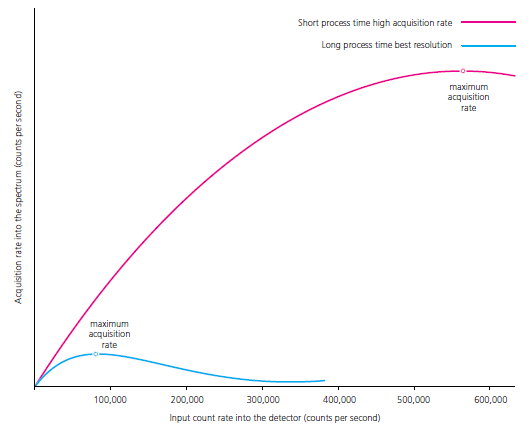 Short process time high acquisition rate
Long process time best resolution
maximum
acquisition
rate
maximum
acquisition
rate
Acquisition rate into the spectrum (counts per second)
100,000
200,000
300,000
400,000
500,000
600,000
Input count rate into the detector (counts per second)